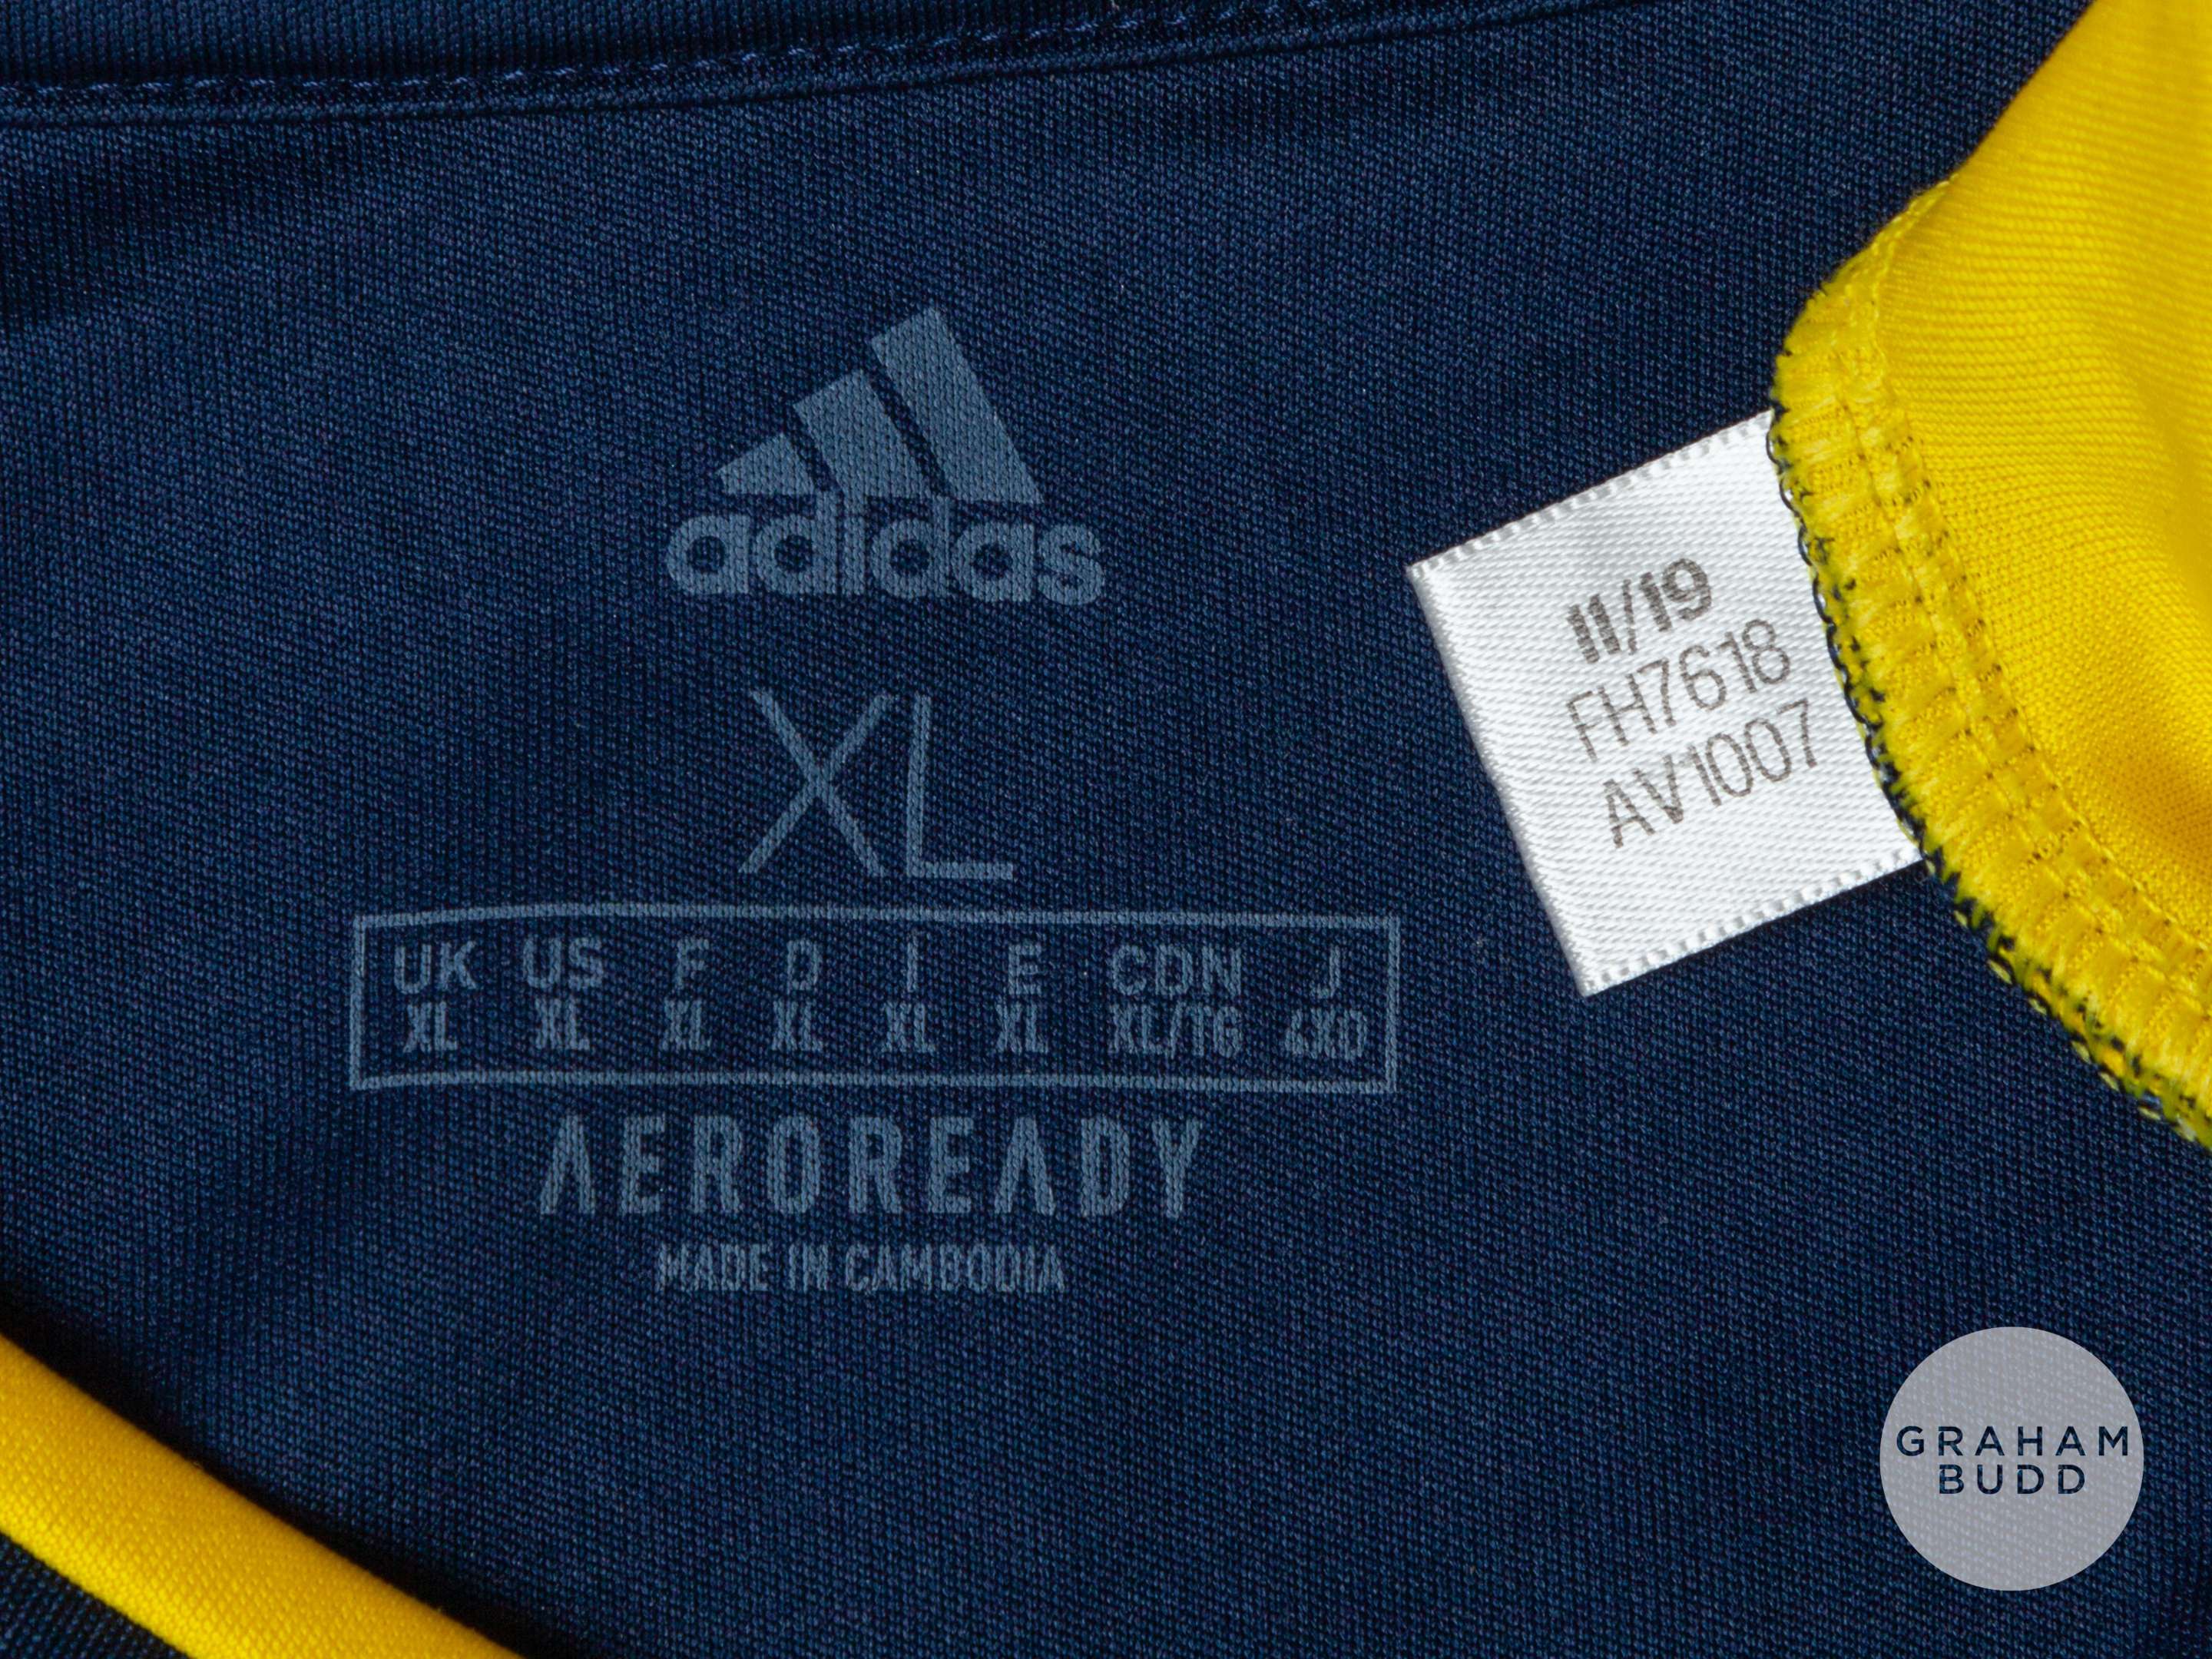 adidas
XL
UK US F D I E CDN J
XL XL XL XL XL XL XL/TG 4XO
AEROREADY
MADE IN CAMBODIA
11/19
FH7618
AV1007
GRAHAM
BUDD